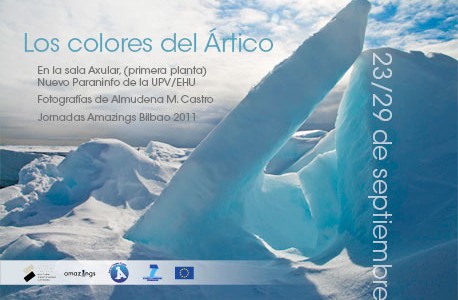 Los colores del Ártico
En la sala Axular, (primera planta)
Nuevo Paraninfo de la UPV/EHU
Fotografías de Almudena M. Castro
Jornadas Amazings Bilbao 2011
23/29 de septiembre
amazings